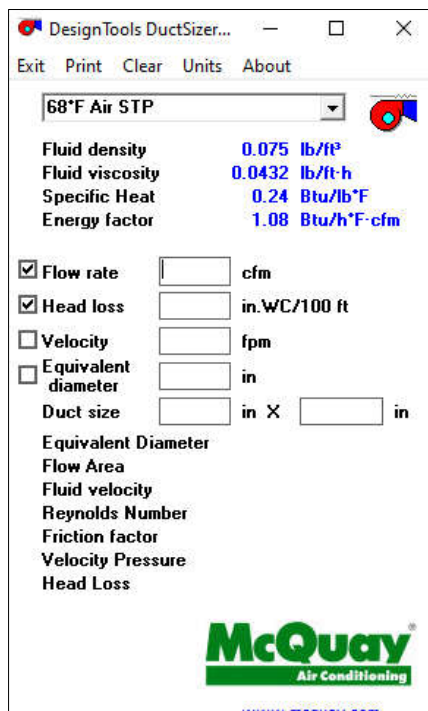 DesignTools DuctSizer...
Exit Print Clear Units About
68°F Air STP
Fluid density 0.075 lb/ft³
Fluid viscosity 0.0432 lb/ft·h
Specific Heat 0.24 Btu/lb°F
Energy factor 1.08 Btu/h°F·cfm
Flow rate cfm
Head loss in.WC/100 ft
Velocity fpm
Equivalent diameter in
Duct size in X in
Equivalent Diameter
Flow Area
Fluid velocity
Reynolds Number
Friction factor
Velocity Pressure
Head Loss
McQuay®
Air Conditioning